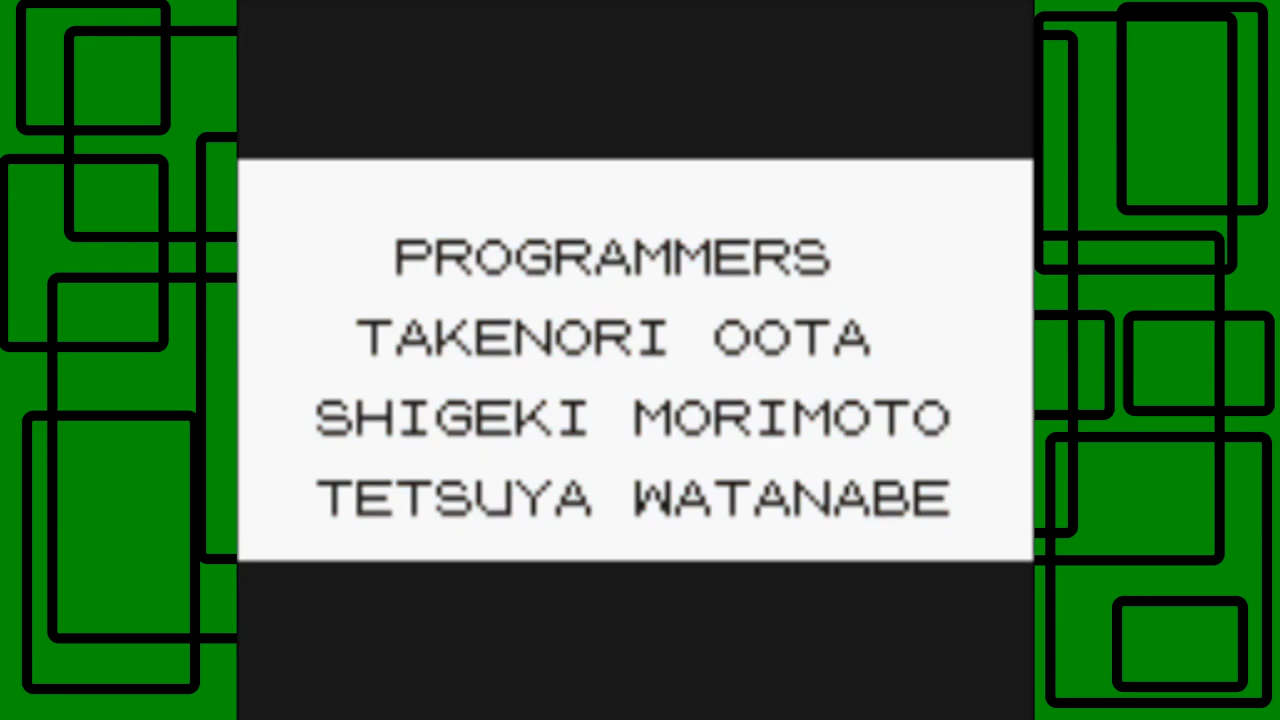 PROGRAMMERS
TAKENORI OOTA
SHIGEKI MORIMOTO
TETSUYA WATANABE